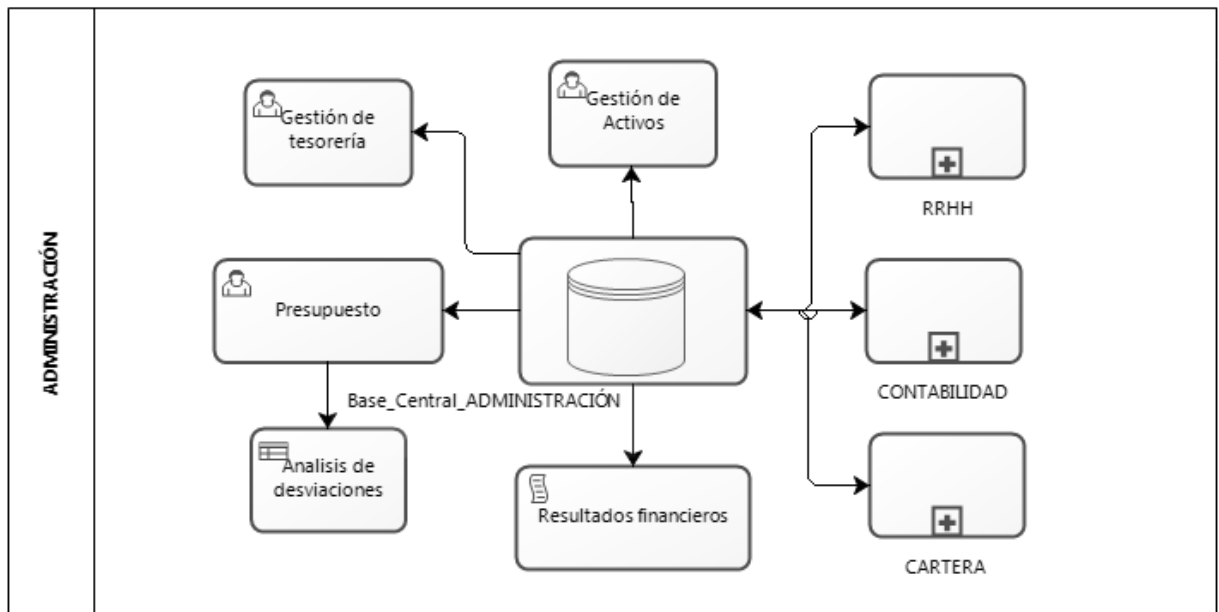 ADMINISTRACIÓN
Gestión de
tesorería
Gestión de
Activos
RRHH
Presupuesto
CONTABILIDAD
Base_Central_ADMINISTRACIÓN
Analisis de
desviaciones
Resultados financieros
CARTERA